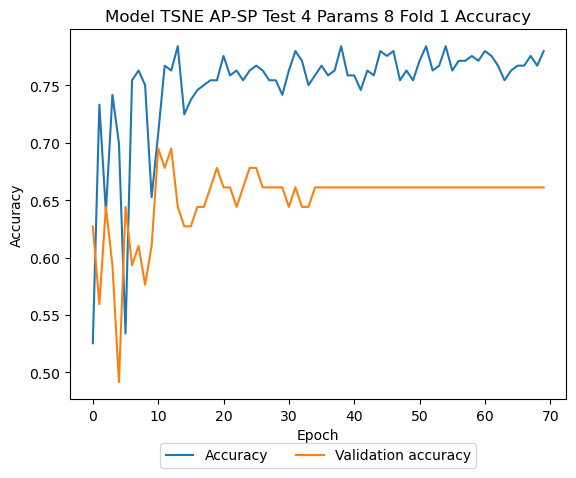 Model TSNE AP-SP Test 4 Params 8 Fold 1 Accuracy
Accuracy
0.75
0.70
0.65
0.60
0.55
0.50
0 10 20 30 40 50 60 70
Epoch
Accuracy Validation accuracy